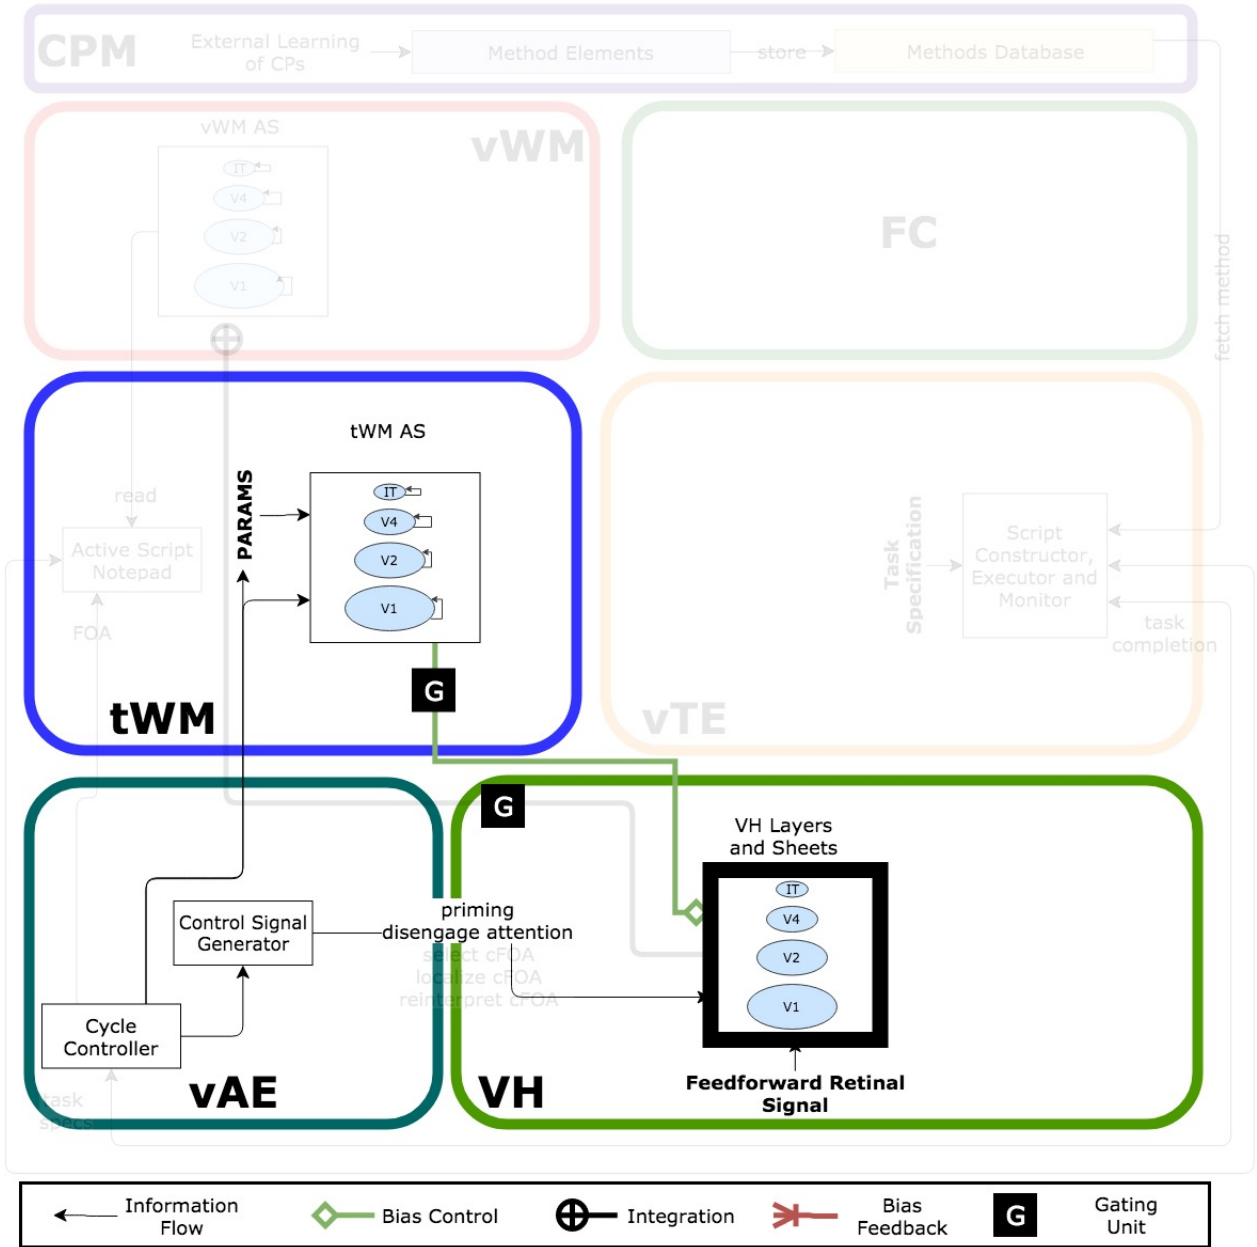 CPM
External Learning
of CPs
Method Elements
store
Methods Database
vWM AS
vWM
IT
V4
V2
V1
FC
fetch method
tWM AS
PARAMS
IT
V4
V2
V1
read
Active Script
Notepad
FOA
G
tWM
Task
Specification
Script
Constructor,
Executor and
Monitor
task
completion
vTE
G
VH Layers
and Sheets
IT
V4
V2
V1
Control Signal
Generator
priming
disengage attention
select cFOA
localize cFOA
reinterpret cFOA
Cycle
Controller
vAE
task
specs
VH
Feedforward Retinal
Signal
Information
Flow
Bias Control
Integration
Bias
Feedback
G
Gating
Unit